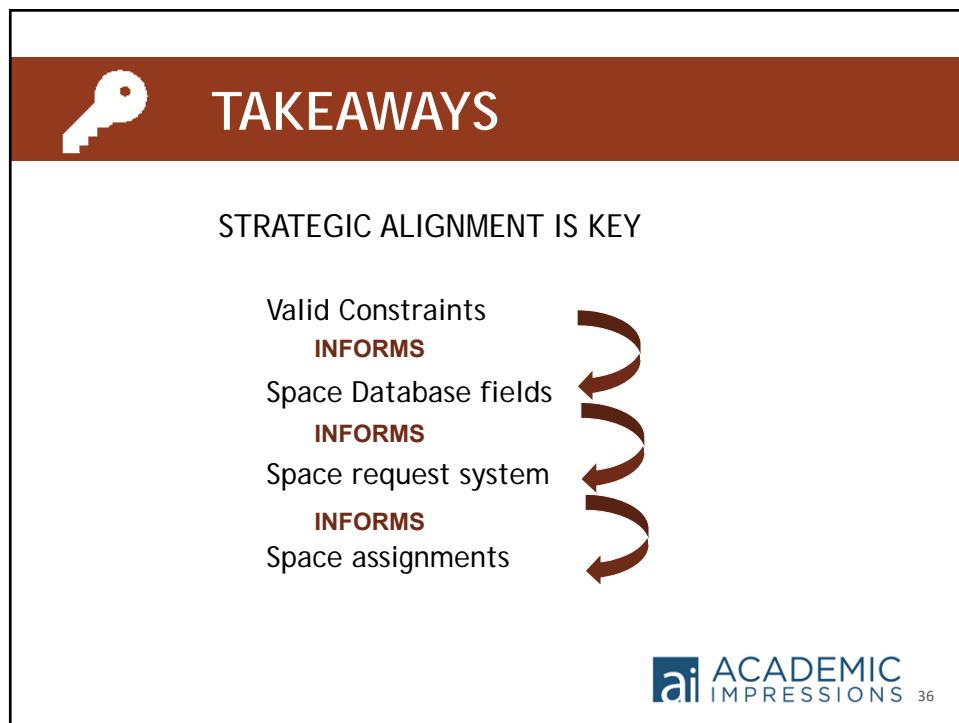 TAKEAWAYS
STRATEGIC ALIGNMENT IS KEY
Valid Constraints
INFORMS
Space Database fields
INFORMS
Space request system
INFORMS
Space assignments
ai ACADEMIC
IMPRESSIONS 36